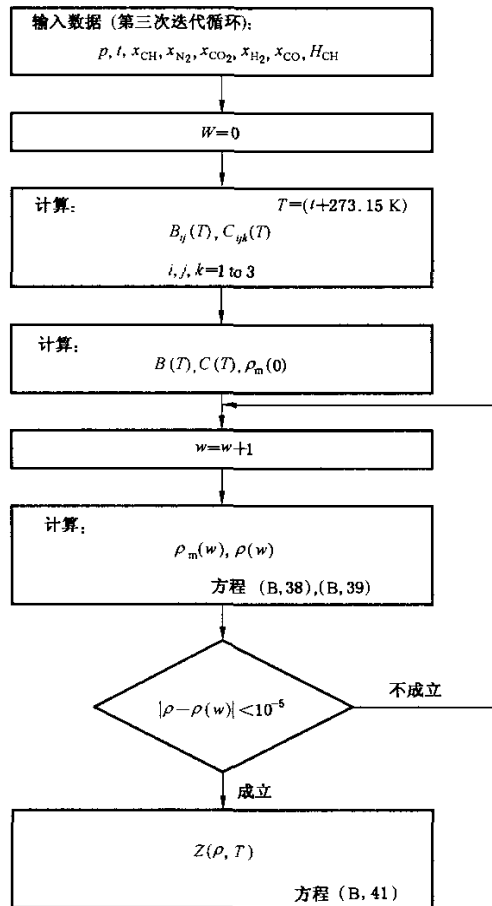 输入数据 (第三次迭代循环):
p, t, x_CH, x_N₂, x_CO₂, x_H₂, x_CO, H_CH
W=0
计算: T=(t+273.15 K)
B_ij(T), C_ijk(T)
i, j, k=1 to 3
计算:
B(T), C(T), ρ_m(0)
w=w+1
计算:
ρ_m(w), ρ(w)
方程 (B,38),(B,39)
|ρ−ρ(w)|<10⁻⁵
不成立
成立
Z(ρ, T)
方程 (B,41)